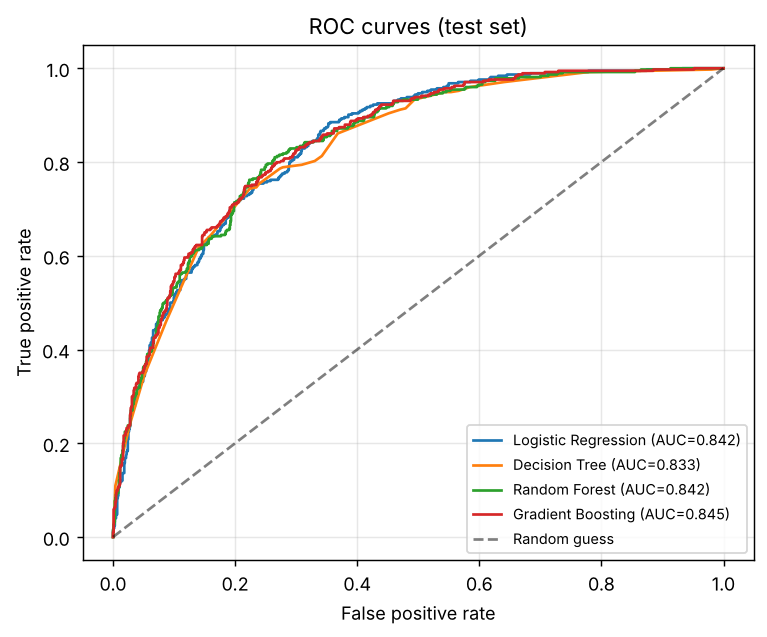 ROC curves (test set)
True positive rate
1.0
0.8
0.6
0.4
0.2
0.0
Logistic Regression (AUC=0.842)
Decision Tree (AUC=0.833)
Random Forest (AUC=0.842)
Gradient Boosting (AUC=0.845)
Random guess
0.0 0.2 0.4 0.6 0.8 1.0
False positive rate